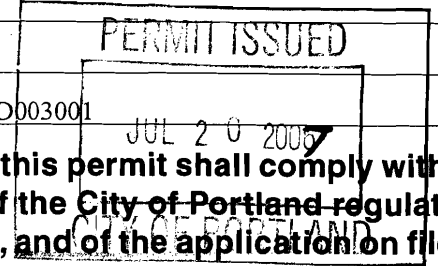 PERMIT ISSUED
D003001
JUL 2 0 2007
this permit shall comply with
f the City of Portland regulat
, and of the application on fil
CITY OF PORTLAND